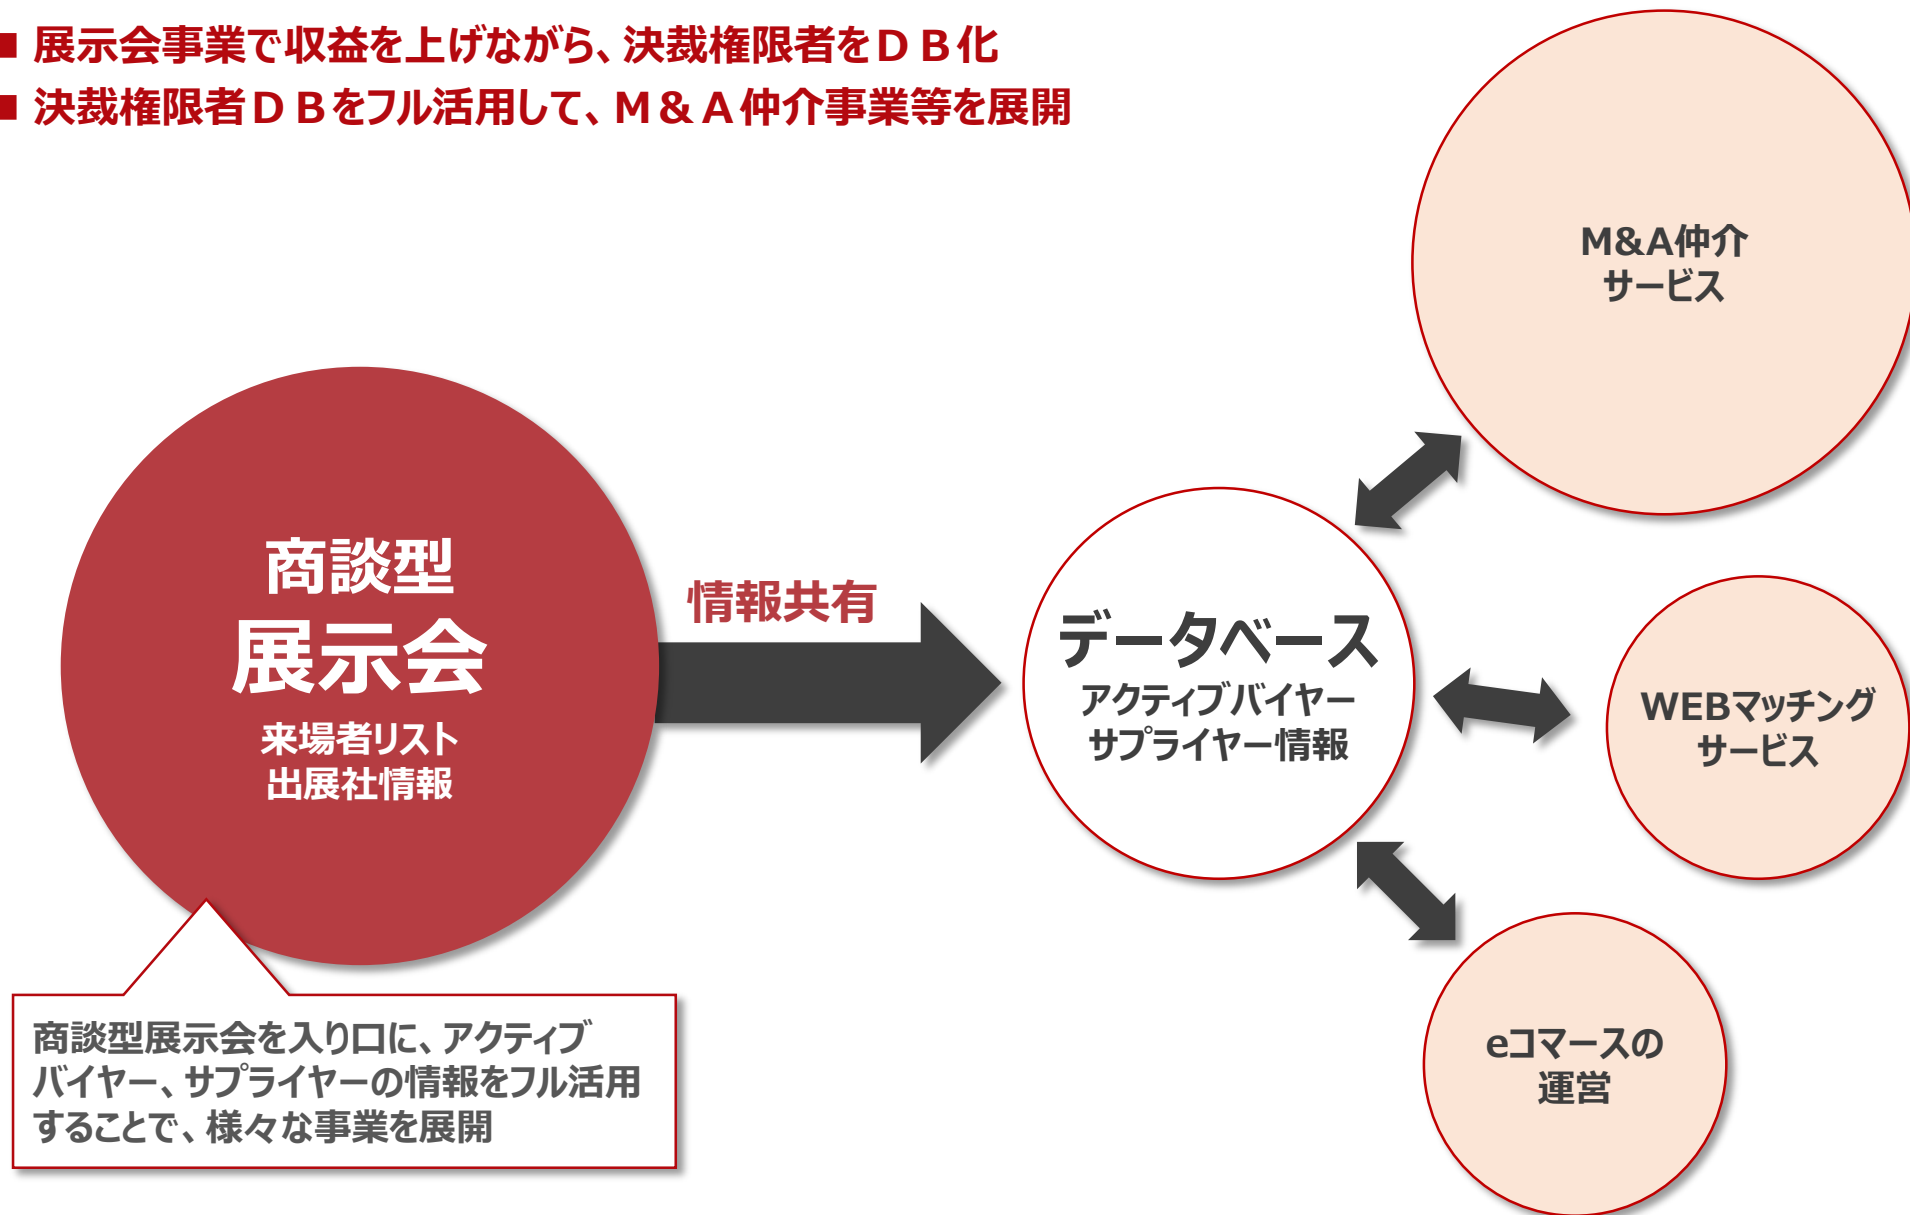 ■ 展示会事業で収益を上げながら、決裁権限者をＤＢ化
■ 決裁権限者ＤＢをフル活用して、Ｍ＆Ａ仲介事業等を展開
商談型
展示会
来場者リスト
出展社情報
商談型展示会を入り口に、アクティブ
バイヤー、サプライヤーの情報をフル活用
することで、様々な事業を展開
情報共有
データベース
アクティブバイヤー
サプライヤー情報
M&A仲介
サービス
WEBマッチング
サービス
eコマースの
運営